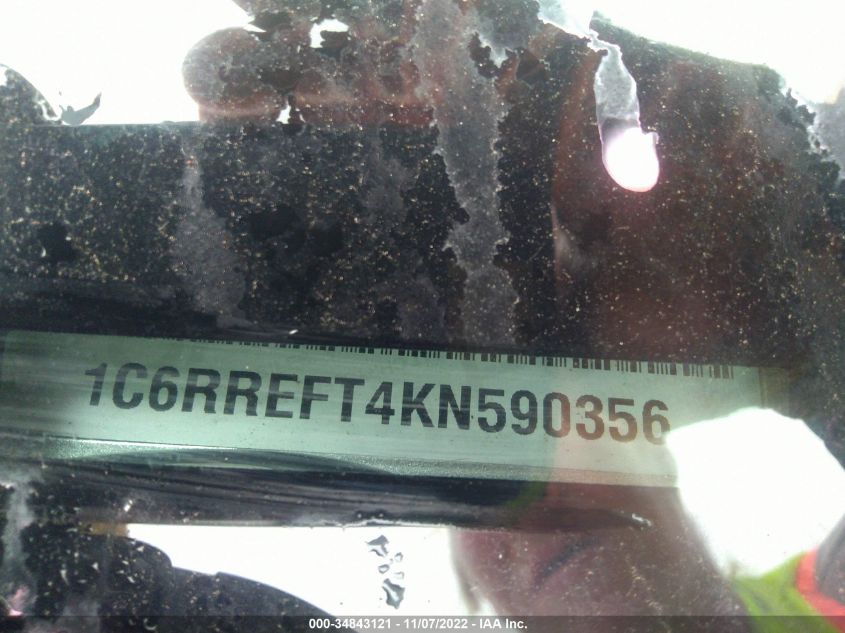 1C6RREFT4KN590356
000-34843121 - 11/07/2022 - IAA Inc.